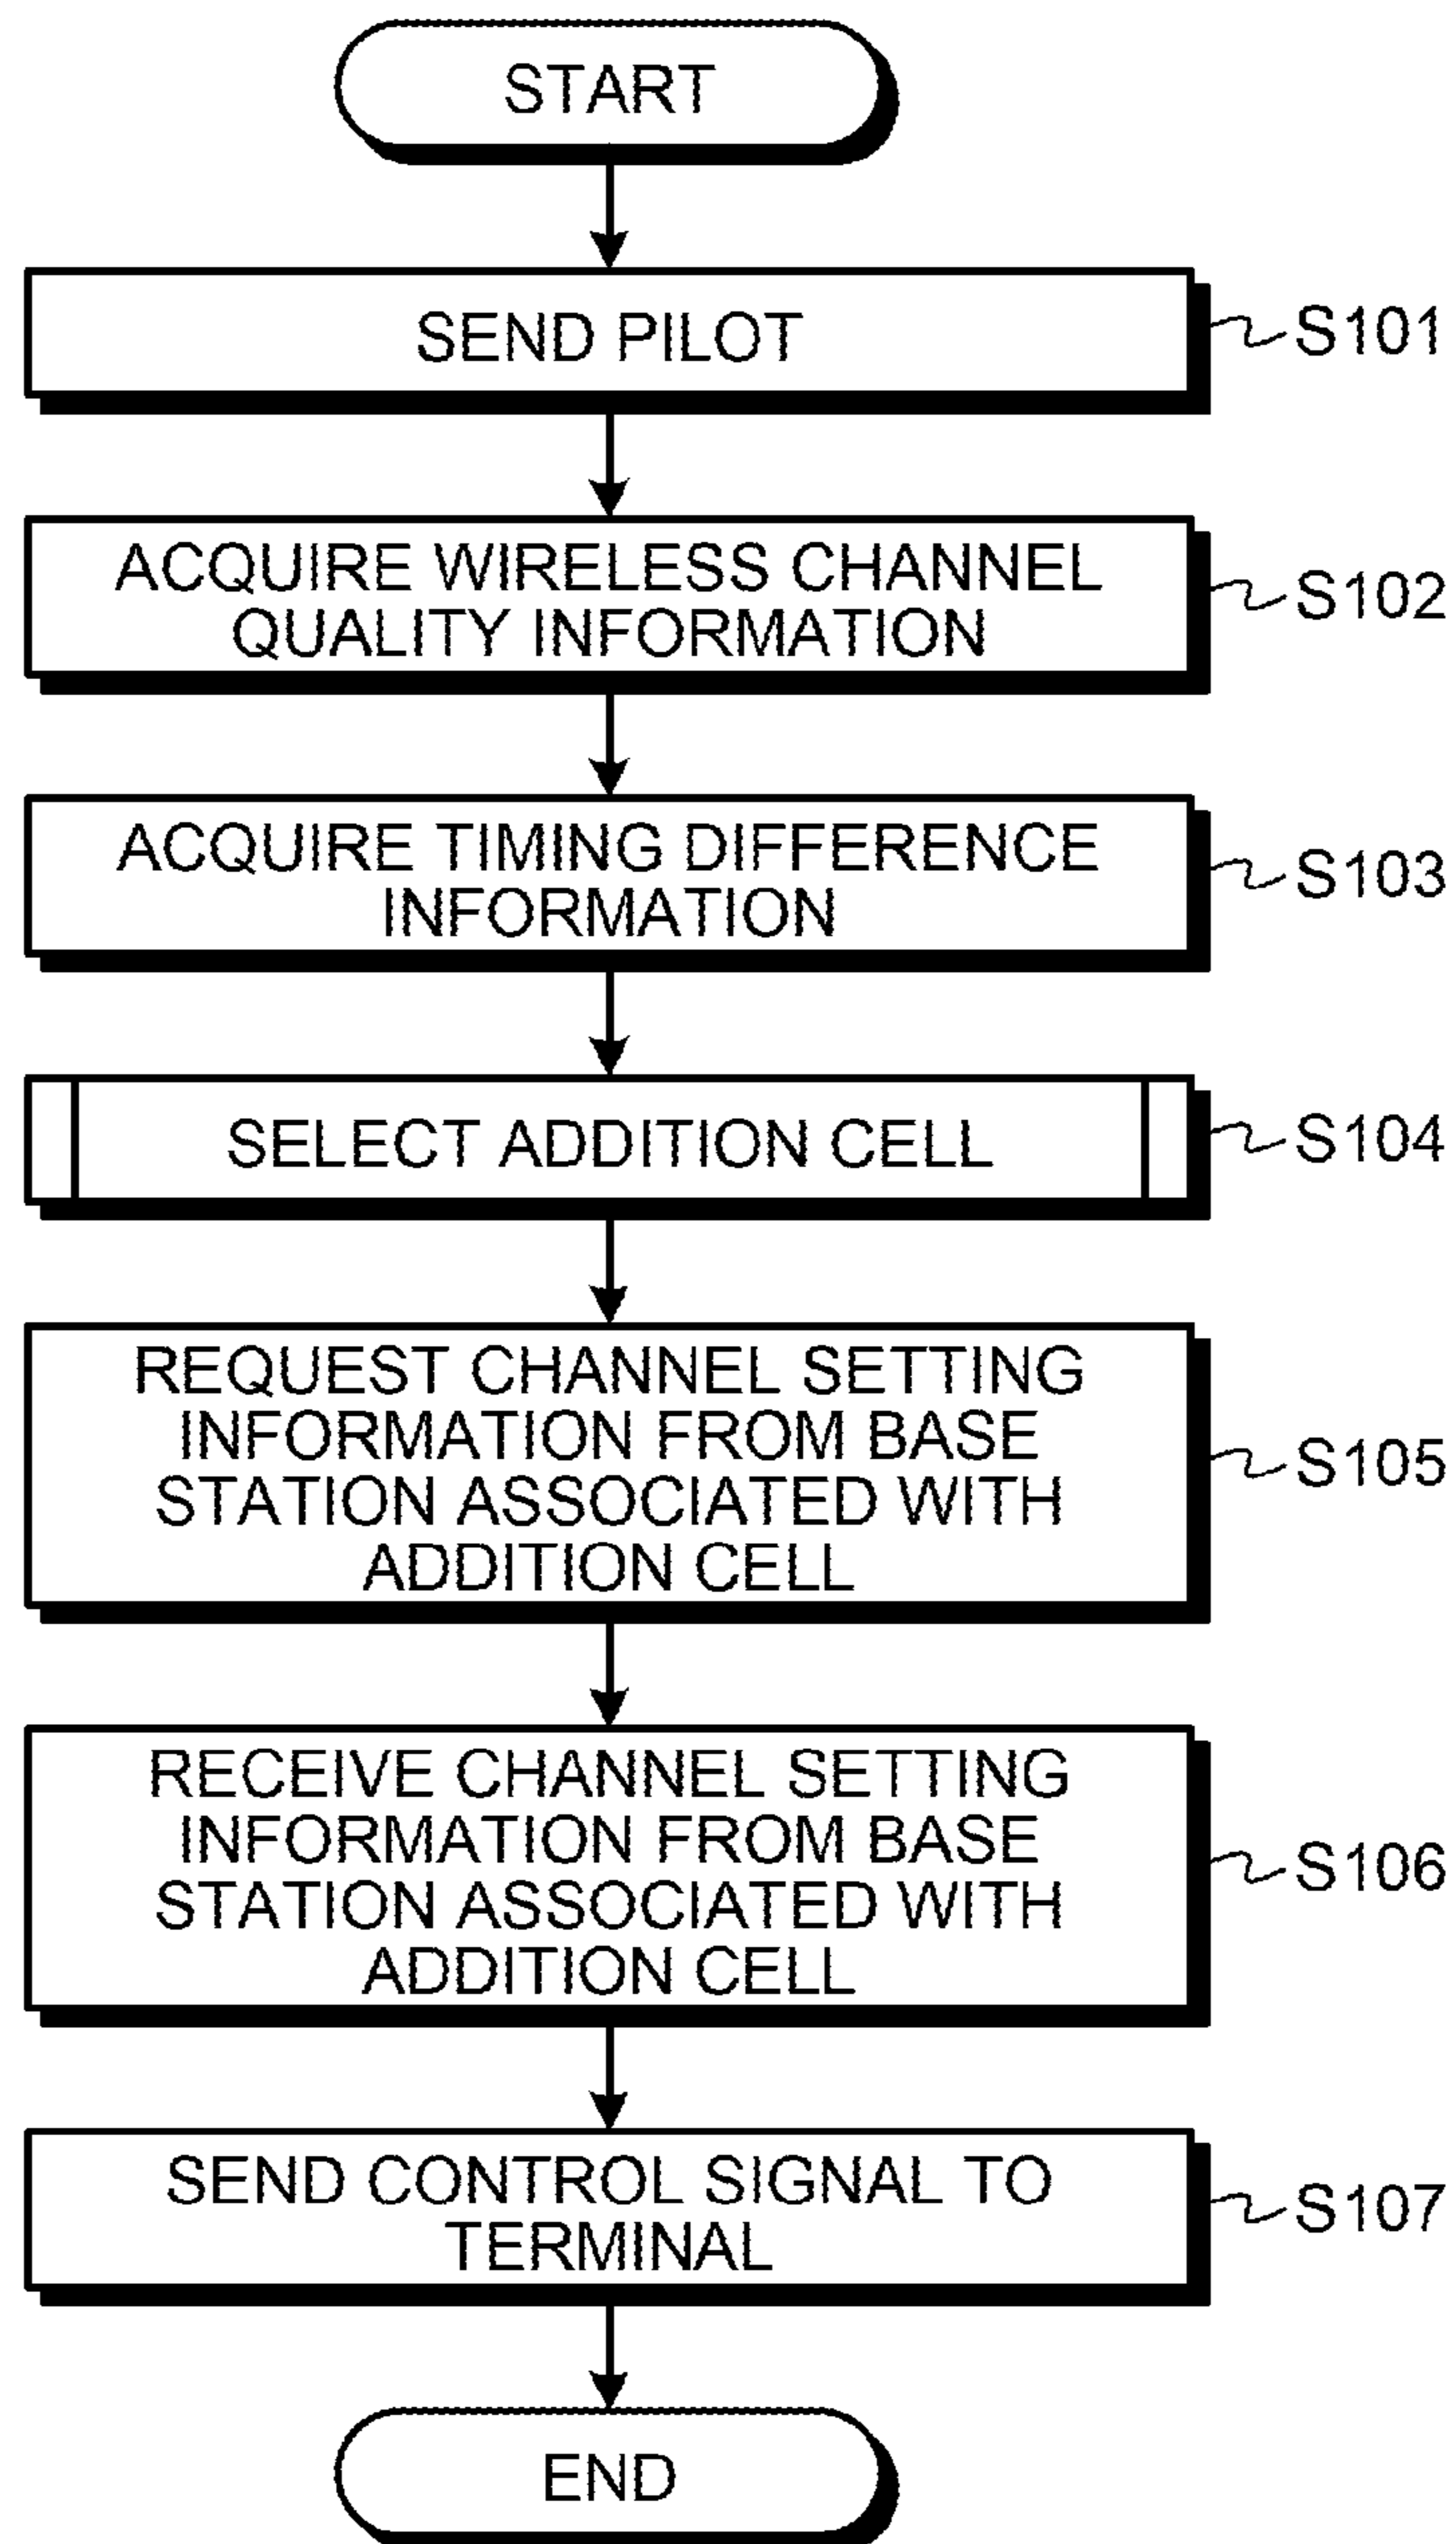 START
SEND PILOT
S101
ACQUIRE WIRELESS CHANNEL
QUALITY INFORMATION
S102
ACQUIRE TIMING DIFFERENCE
INFORMATION
S103
SELECT ADDITION CELL
S104
REQUEST CHANNEL SETTING
INFORMATION FROM BASE
STATION ASSOCIATED WITH
ADDITION CELL
S105
RECEIVE CHANNEL SETTING
INFORMATION FROM BASE
STATION ASSOCIATED WITH
ADDITION CELL
S106
SEND CONTROL SIGNAL TO
TERMINAL
S107
END